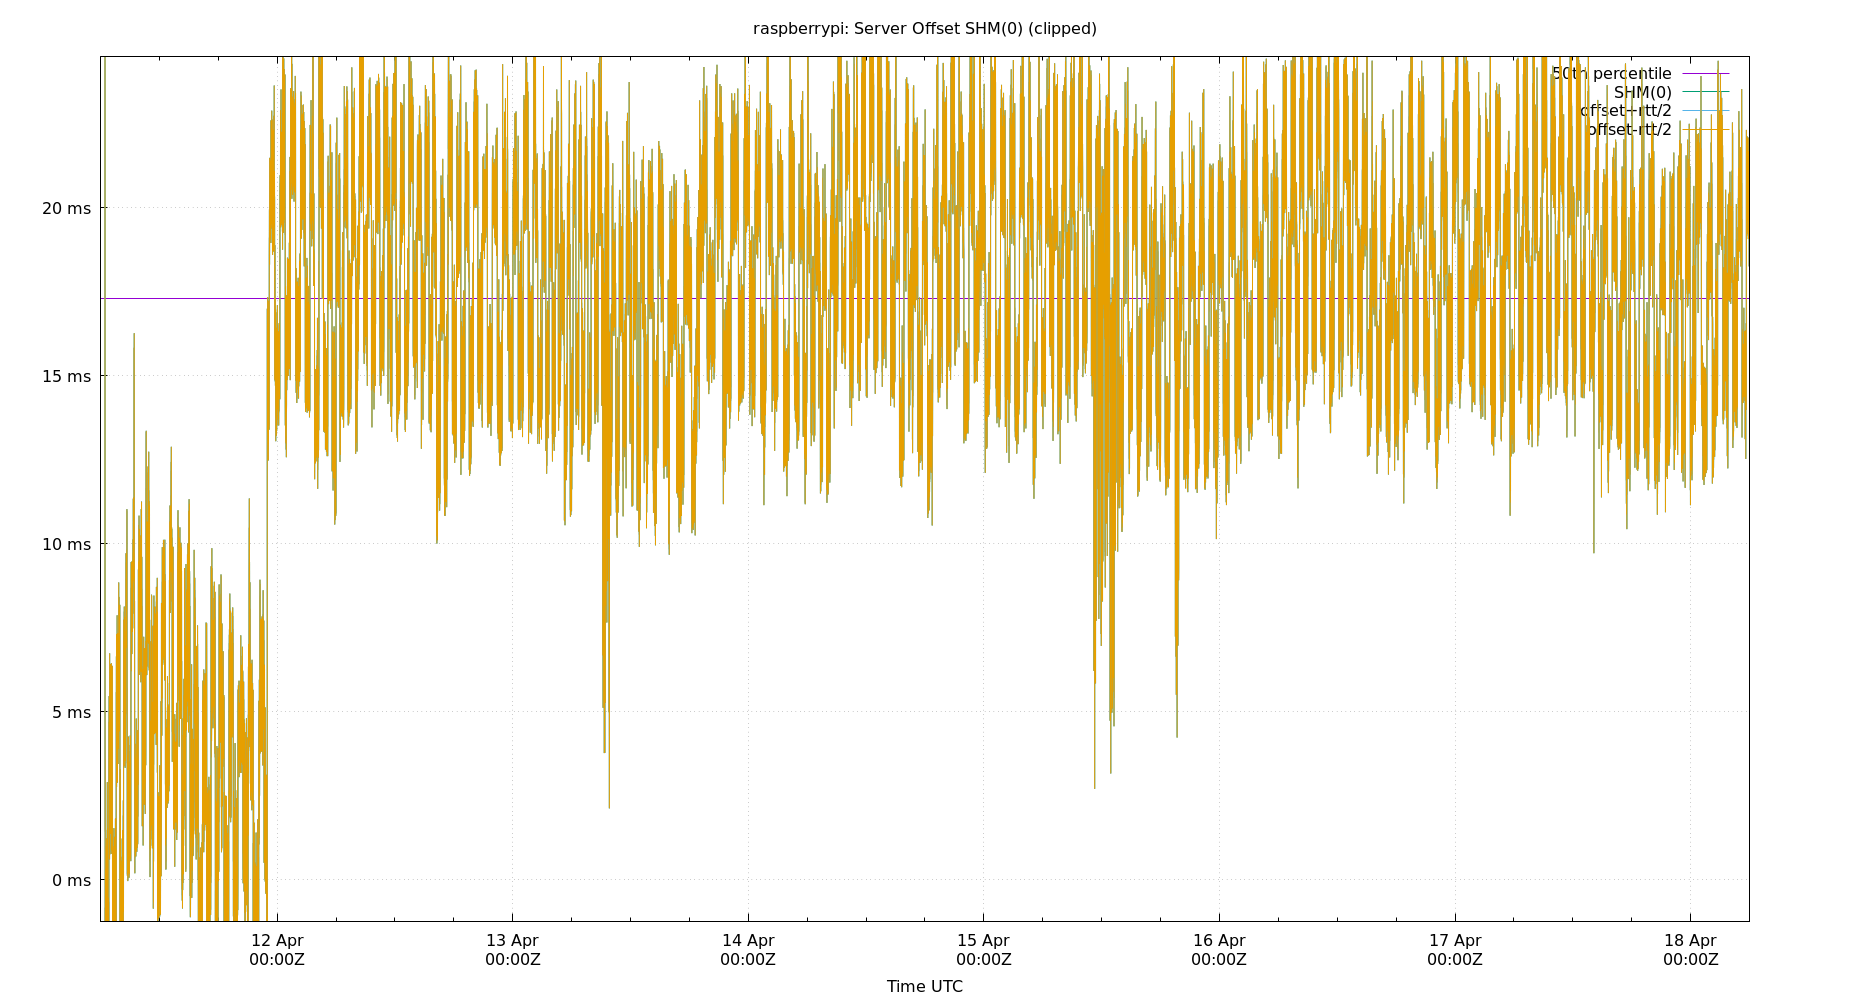 raspberrypi: Server Offset SHM(0) (clipped)
50th percentile
SHM(0)
offset+rtt/2
offset-rtt/2
20 ms
15 ms
10 ms
5 ms
0 ms
12 Apr 13 Apr 14 Apr 15 Apr 16 Apr 17 Apr 18 Apr
00:00Z 00:00Z 00:00Z 00:00Z 00:00Z 00:00Z 00:00Z
Time UTC